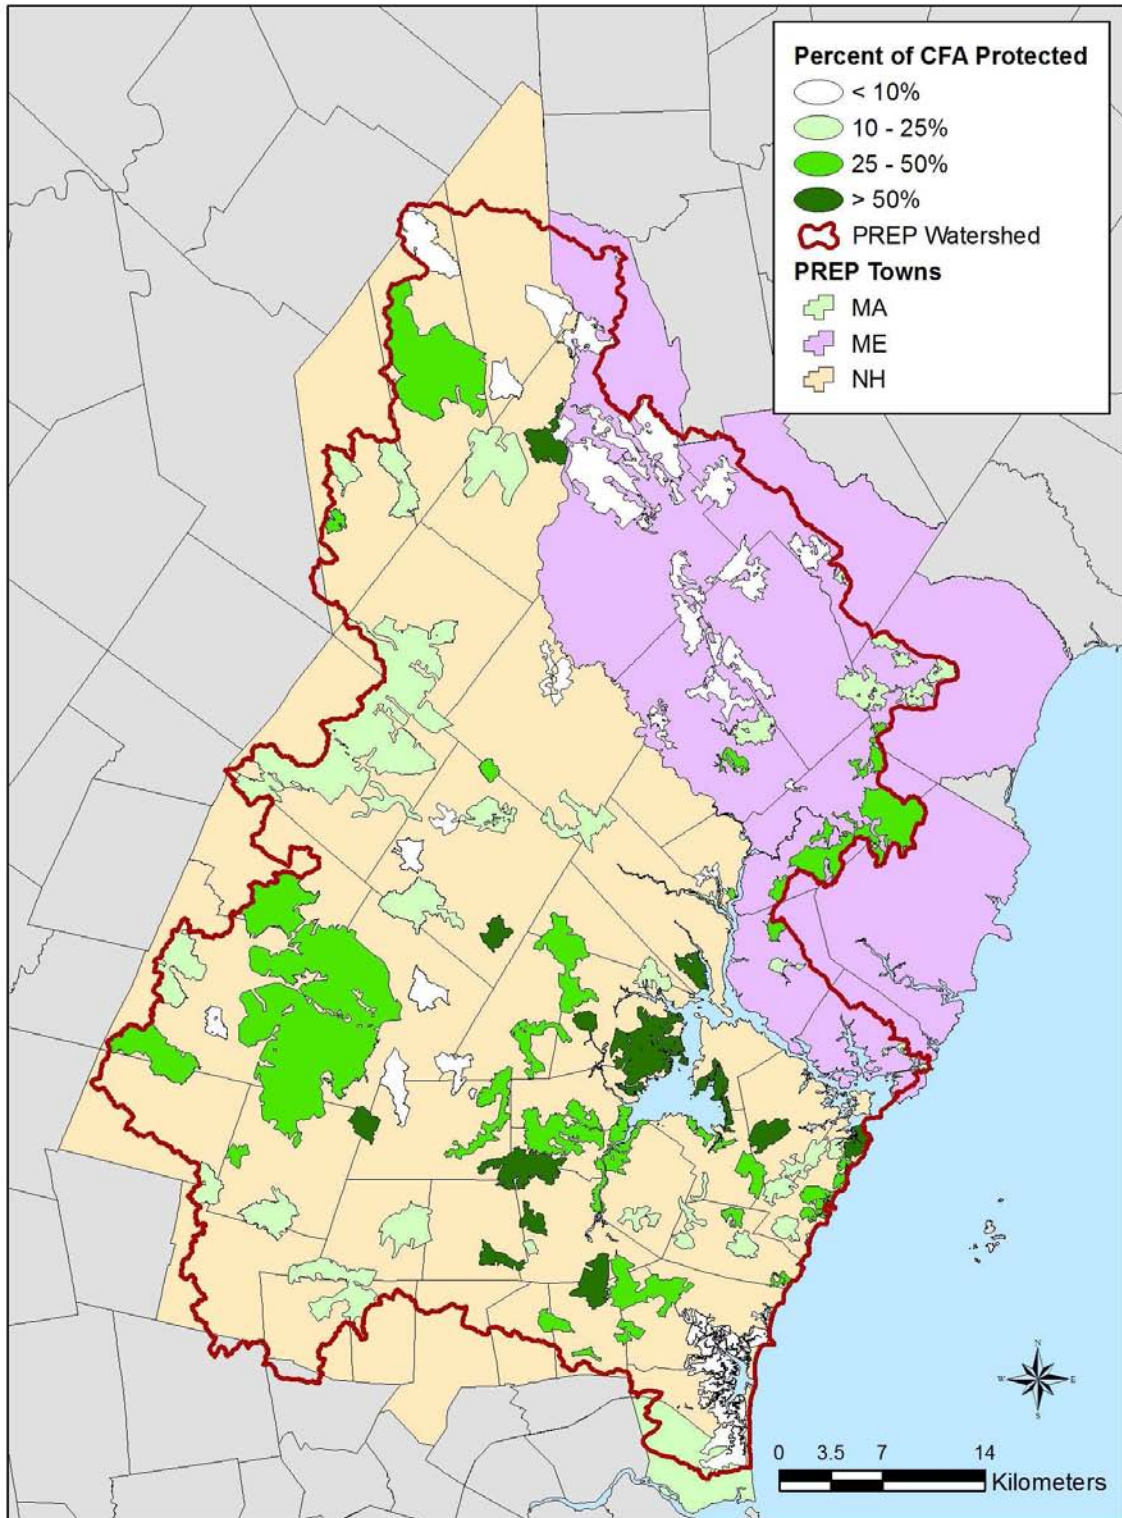 Percent of CFA Protected
< 10%
10 - 25%
25 - 50%
> 50%
PREP Watershed
PREP Towns
MA
ME
NH
N
W E
S
0 3.5 7 14
Kilometers